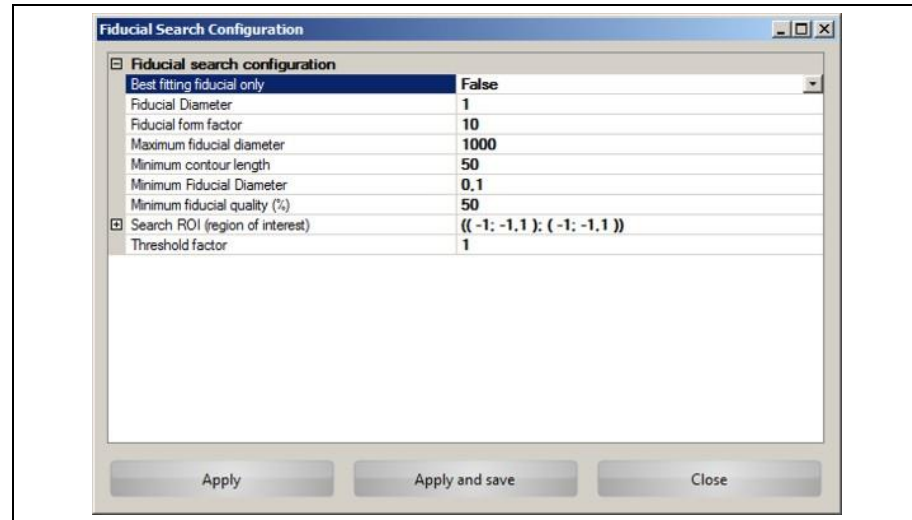 Fiducial Search Configuration
Fiducial search configuration
Best fitting fiducial only False
Fiducial Diameter 1
Fiducial form factor 10
Maximum fiducial diameter 1000
Minimum contour length 50
Minimum Fiducial Diameter 0,1
Minimum fiducial quality (%) 50
Search ROI (region of interest) (( -1; -1,1 ); ( -1; -1,1 ))
Threshold factor 1
Apply Apply and save Close